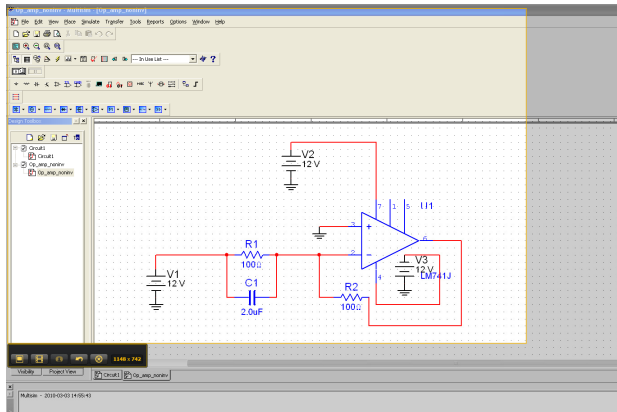 Op_amp_noninv - Multisim - [Op_amp_noninv]
File Edit View Place Simulate Transfer Tools Reports Options Window Help
--- In Use List ---
Design Toolbox
Circuit1
Circuit1
Op_amp_noninv
Op_amp_noninv
V2
12 V
7 1 5 U1
3
+
6
2
-
R1
100Ω
V1
12 V
C1
2.0uF
V3
12 V
LM741J
4
R2
100Ω
1148 x 742
Visibility Project View Circuit1 Op_amp_noninv
Multisim - 2010-03-03 14:55:43